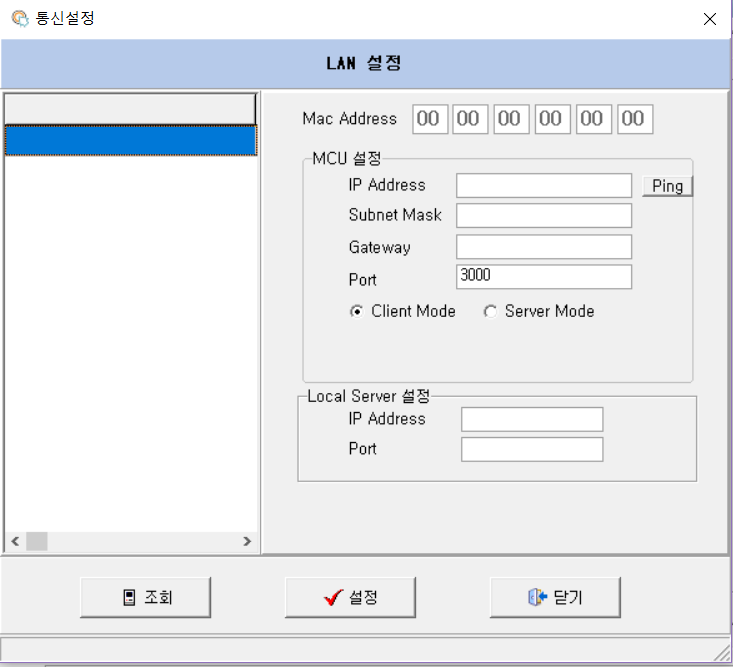 통신설정
LAN 설정
Mac Address 00 00 00 00 00 00
MCU 설정
IP Address Ping
Subnet Mask
Gateway
Port 3000
Client Mode Server Mode
Local Server 설정
IP Address
Port
조회 설정 닫기